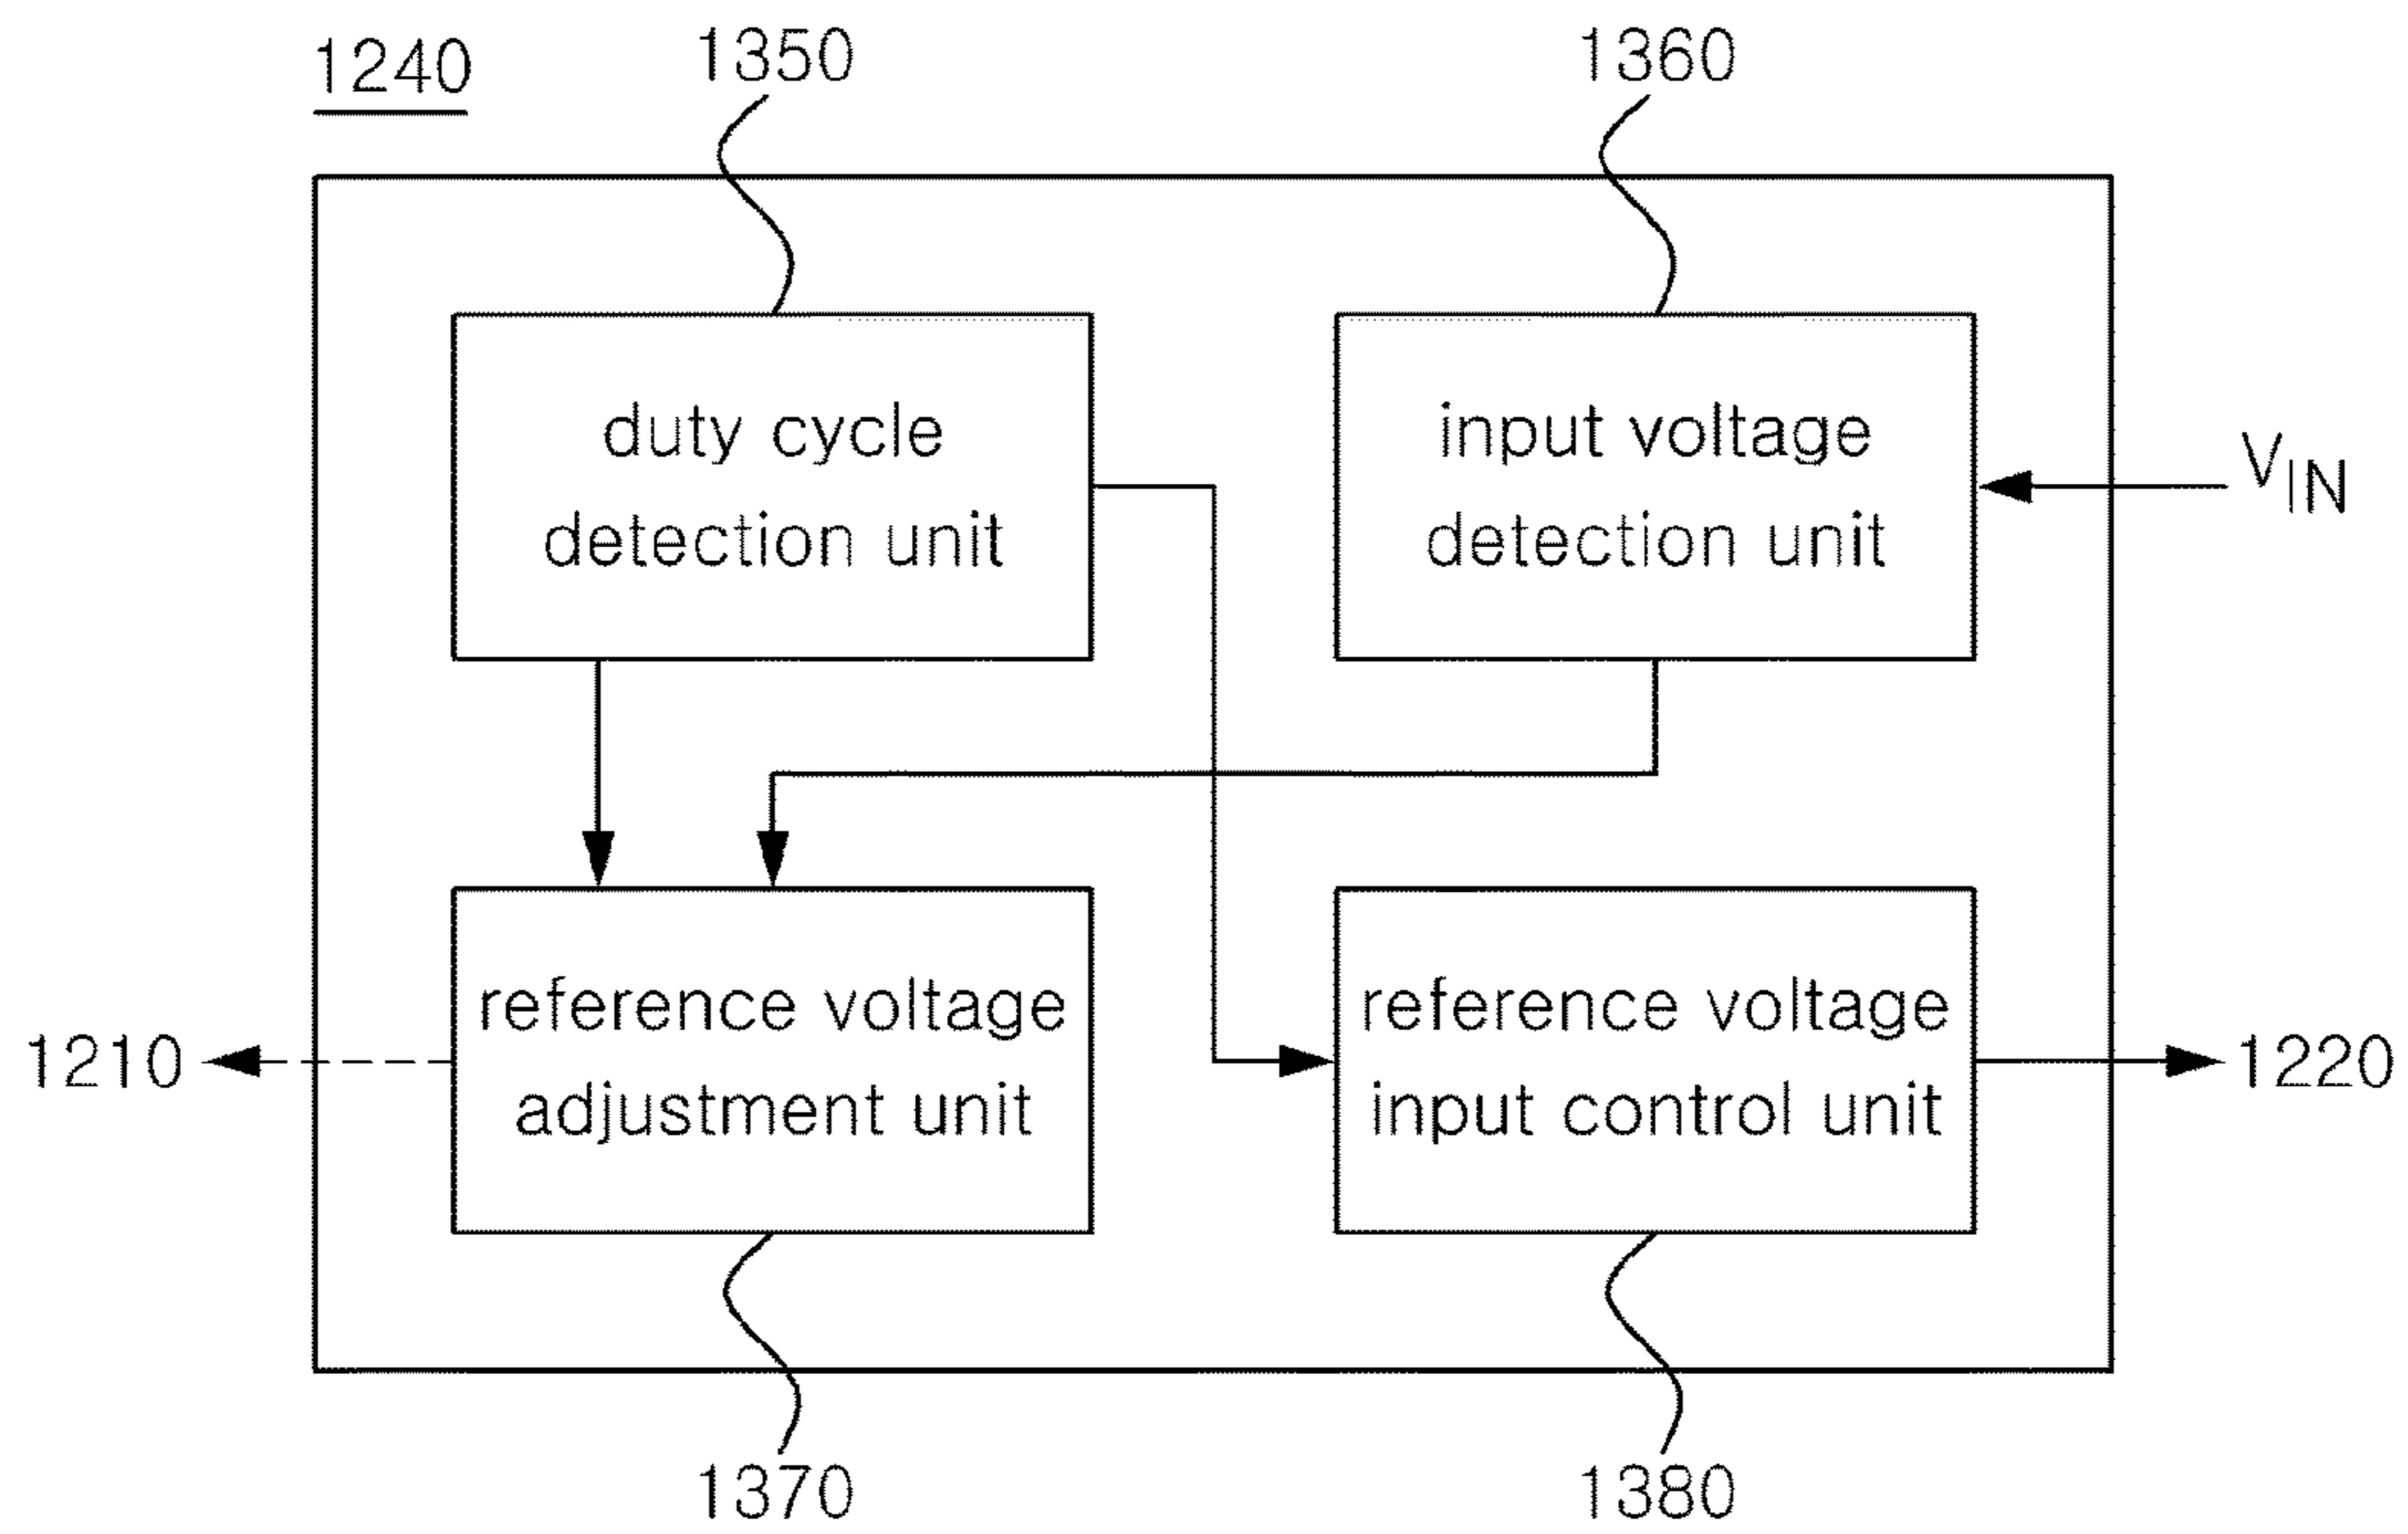 1240
1350
1360
duty cycle
detection unit
input voltage
detection unit
VIN
reference voltage
adjustment unit
reference voltage
input control unit
1210
1220
1370
1380